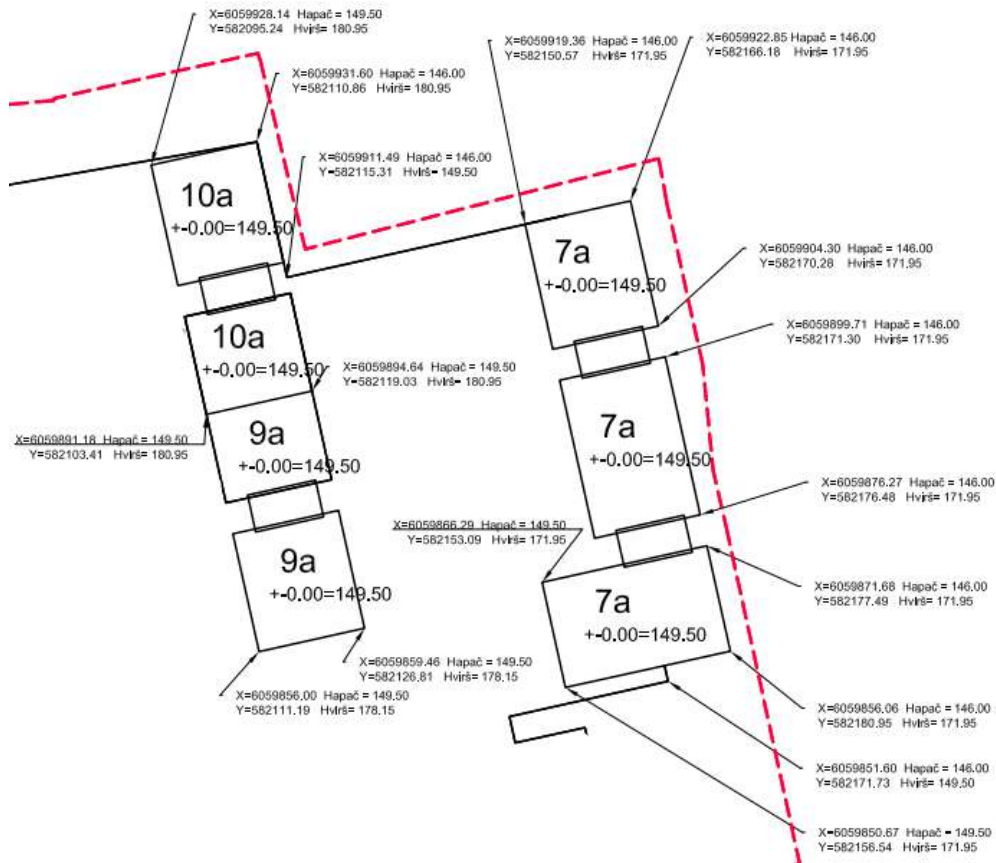 X=6059928.14 Hapač = 149.50
Y=582095.24 Hvirš= 180.95
X=6059919.36 Hapač = 146.00
Y=582150.57 Hvirš= 171.95
X=6059922.85 Hapač = 146.00
Y=582166.18 Hvirš= 171.95
X=6059931.60 Hapač = 146.00
Y=582110.86 Hvirš= 180.95
X=6059911.49 Hapač = 146.00
Y=582115.31 Hvirš= 149.50
10a
+-0.00=149.50
7a
+-0.00=149.50
X=6059904.30 Hapač = 146.00
Y=582170.28 Hvirš= 171.95
10a
+-0.00=149.50
X=6059899.71 Hapač = 146.00
Y=582171.30 Hvirš= 171.95
X=6059894.64 Hapač = 149.50
Y=582119.03 Hvirš= 180.95
X=6059891.18 Hapač = 149.50
Y=582103.41 Hvirš= 180.95
9a
+-0.00=149.50
7a
+-0.00=149.50
X=6059876.27 Hapač = 146.00
Y=582176.48 Hvirš= 171.95
X=6059866.29 Hapač = 149.50
Y=582153.09 Hvirš= 171.95
9a
+-0.00=149.50
7a
+-0.00=149.50
X=6059871.68 Hapač = 146.00
Y=582177.49 Hvirš= 171.95
X=6059859.46 Hapač = 149.50
Y=582126.81 Hvirš= 178.15
X=6059856.00 Hapač = 149.50
Y=582111.19 Hvirš= 178.15
X=6059856.06 Hapač = 146.00
Y=582180.95 Hvirš= 171.95
X=6059851.60 Hapač = 146.00
Y=582171.73 Hvirš= 149.50
X=6059850.67 Hapač = 149.50
Y=582156.54 Hvirš= 171.95